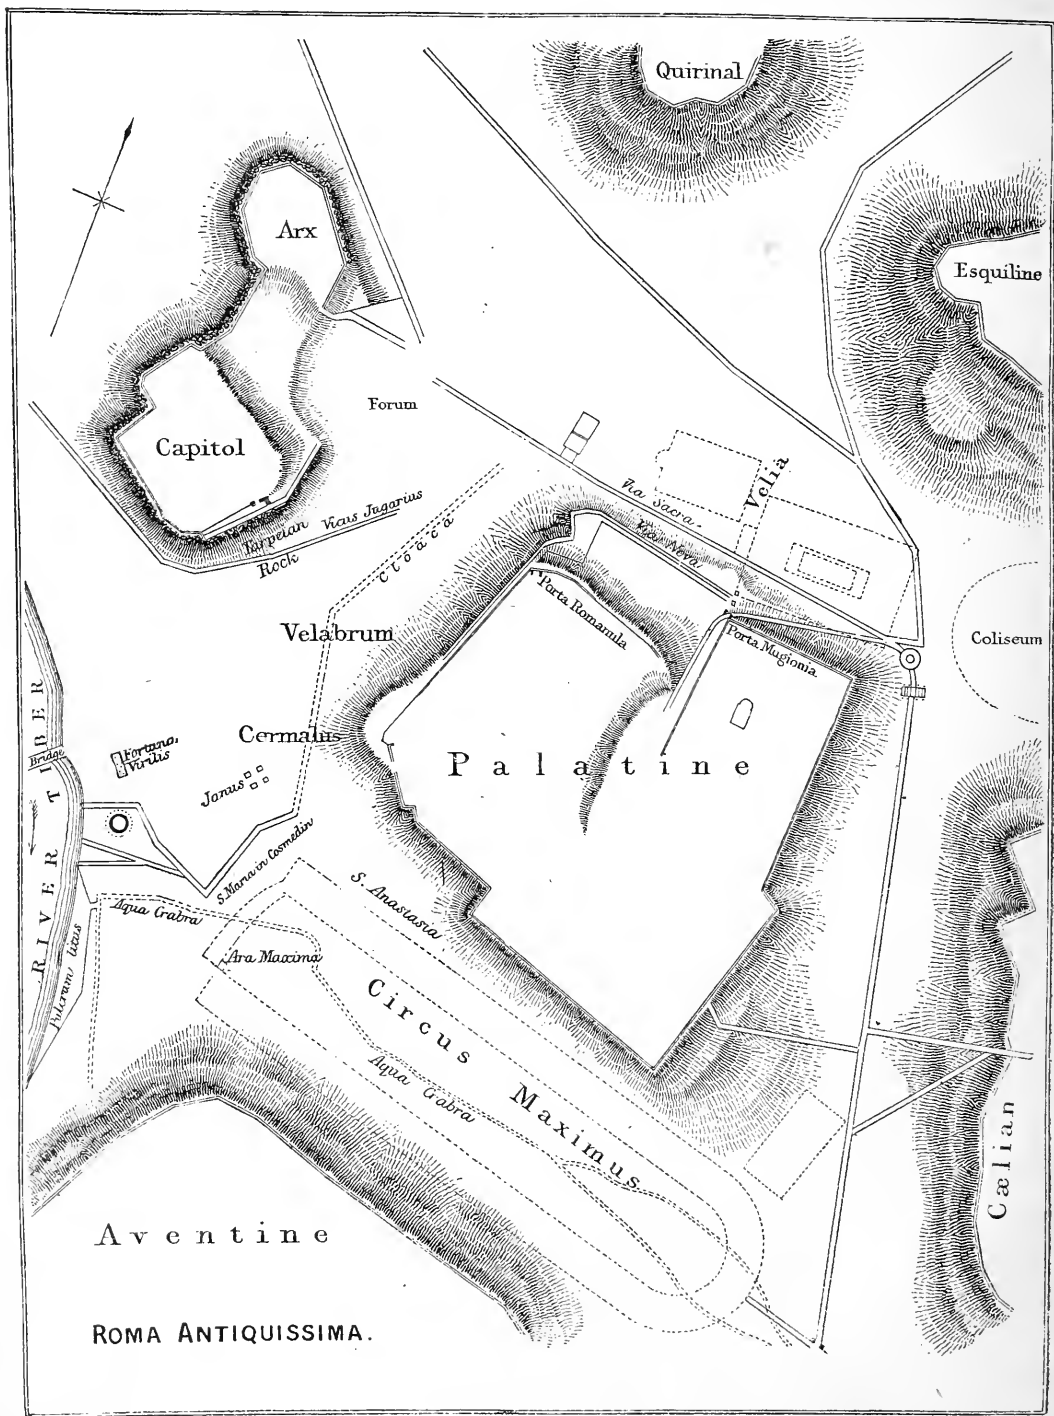 Quirinal
Arx
Esquiline
Forum
Capitol
Velia
Via Sacra.
Tarpeian Vicus Jugarius
Rock
Cloaca
Via Nova
Porta Romanula
Velabrum
Porta Mugionia
Coliseum
RIVER TIBER
Bridge
Fortuna,
Virilis
Cermalus
Palatine
Janus
S. Maria in Cosmedin
S. Anastasia
Aqua Crabra
Ara Maxima
Pulcrum litus
Circus Maximus
Aqua Crabra
Cælian
Aventine
ROMA ANTIQUISSIMA.